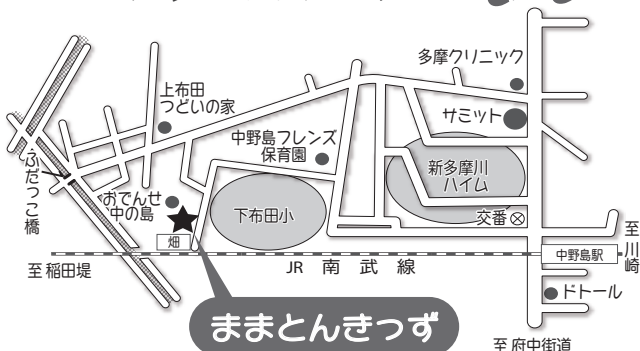 多摩クリニック
上布田
つどいの家
サミット
中野島フレンズ
保育園
新多摩川
ハイム
ふだっこ橋
おでんせ
中の島
下布田小
交番
畑
至川崎
中野島駅
至稲田堤
JR 南武線
ドトール
ままとんきっず
至府中街道